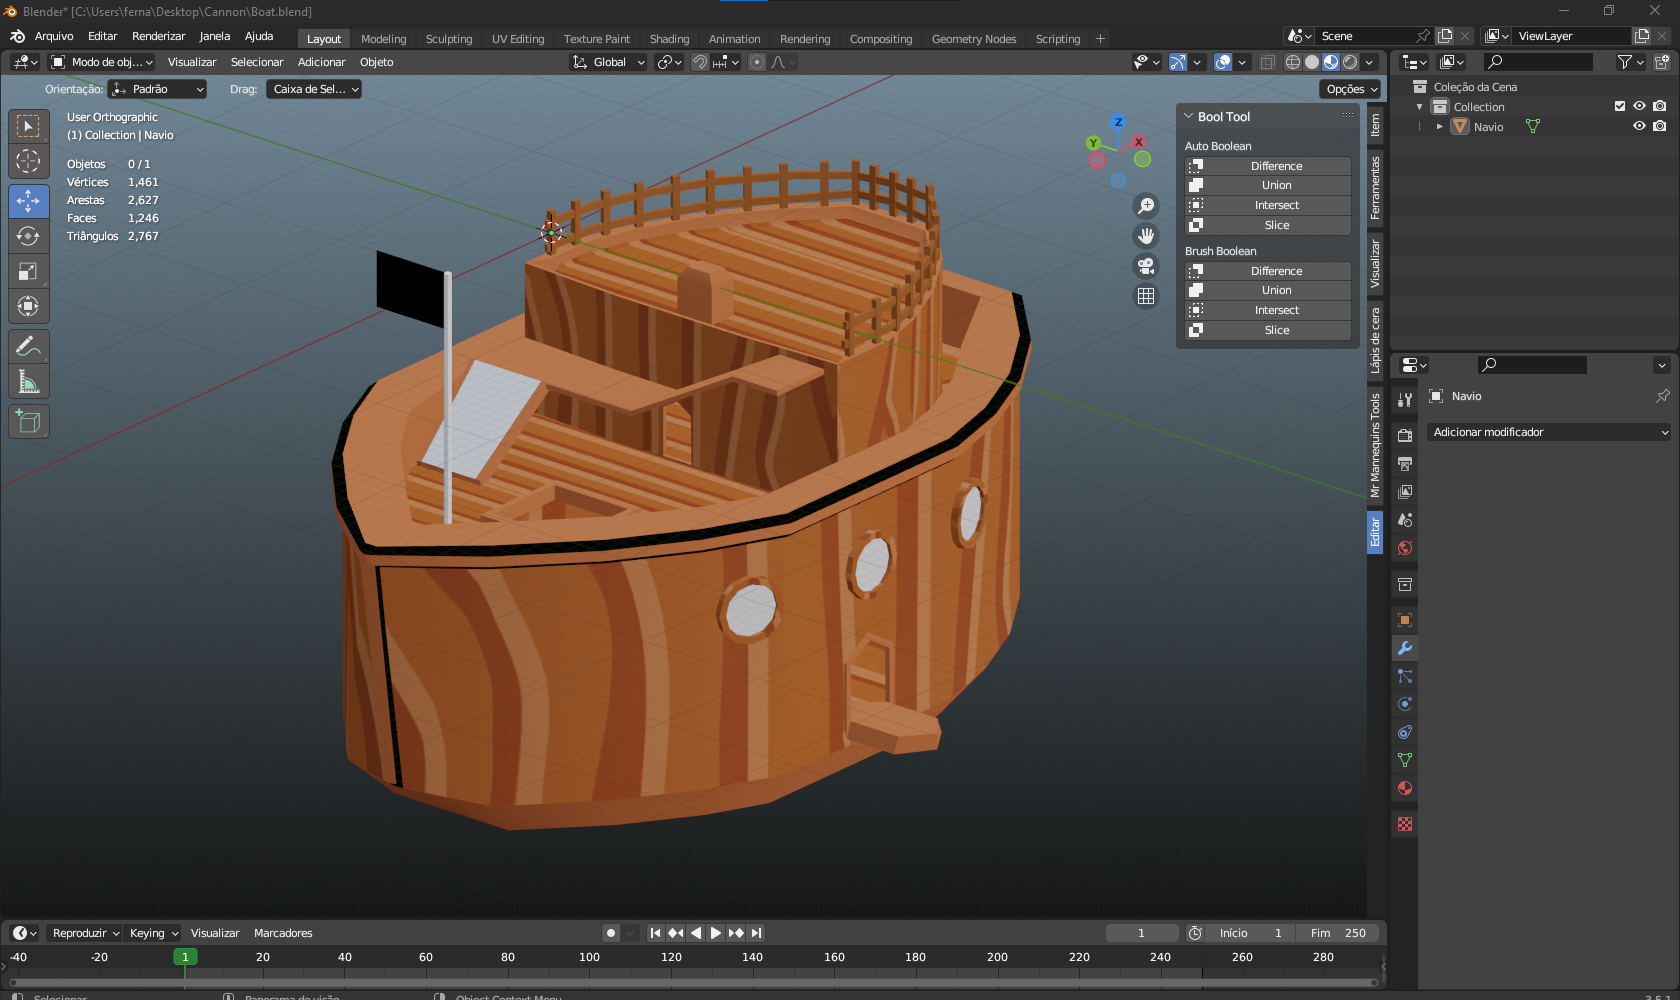 Blender* [C:\Users\ferna\Desktop\Cannon\Boat.blend]
Arquivo Editar Renderizar Janela Ajuda Layout Modeling Sculpting UV Editing Texture Paint Shading Animation Rendering Compositing Geometry Nodes Scripting + Scene ViewLayer
Modo de obj... Visualizar Selecionar Adicionar Objeto Global
Orientação: Padrão Drag: Caixa de Sel... Opções
User Orthographic
(1) Collection | Navio
Objetos 0 / 1
Vértices 1,461
Arestas 2,627
Faces 1,246
Triângulos 2,767
Z
Y
X
Bool Tool
Auto Boolean
Difference
Union
Intersect
Slice
Brush Boolean
Difference
Union
Intersect
Slice
Item
Ferramentas
Visualizar
Lápis de cera
Mr Mannequins Tools
Editar
Coleção da Cena
Collection
Navio
Navio
Adicionar modificador
Reproduzir Keying Visualizar Marcadores 1 Início 1 Fim 250
-40 -20 1 20 40 60 80 100 120 140 160 180 200 220 240 260 280
Selecionar Panorama de visão Object Context Menu 3.5.1